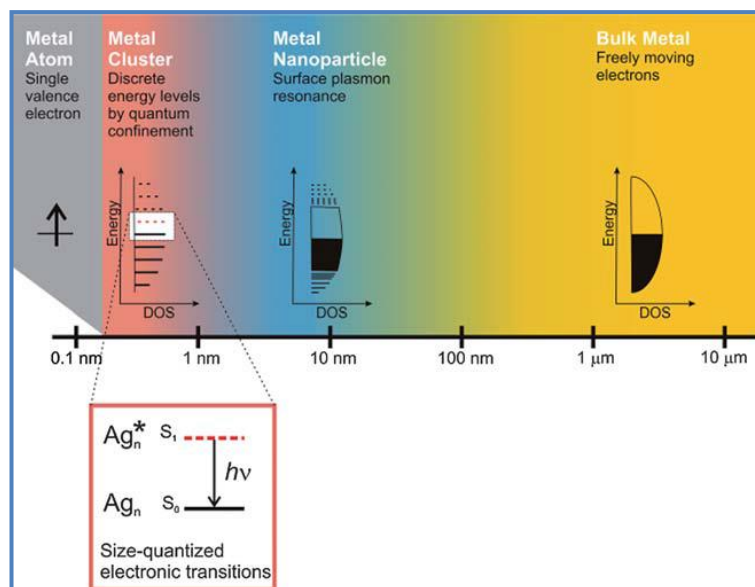 Metal
Atom
Single
valence
electron
Metal
Cluster
Discrete
energy levels
by quantum
confinement
Metal
Nanoparticle
Surface plasmon
resonance
Bulk Metal
Freely moving
electrons
Energy
DOS
Energy
DOS
Energy
DOS
0.1 nm
1 nm
10 nm
100 nm
1 µm
10 µm
Agn* S1
hν
Agn S0
Size-quantized
electronic transitions